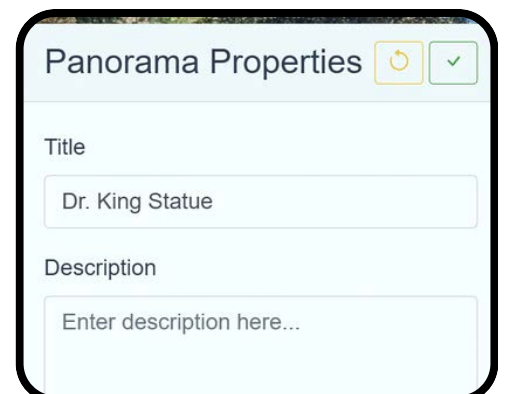 Panorama Properties
Title
Dr. King Statue
Description
Enter description here...